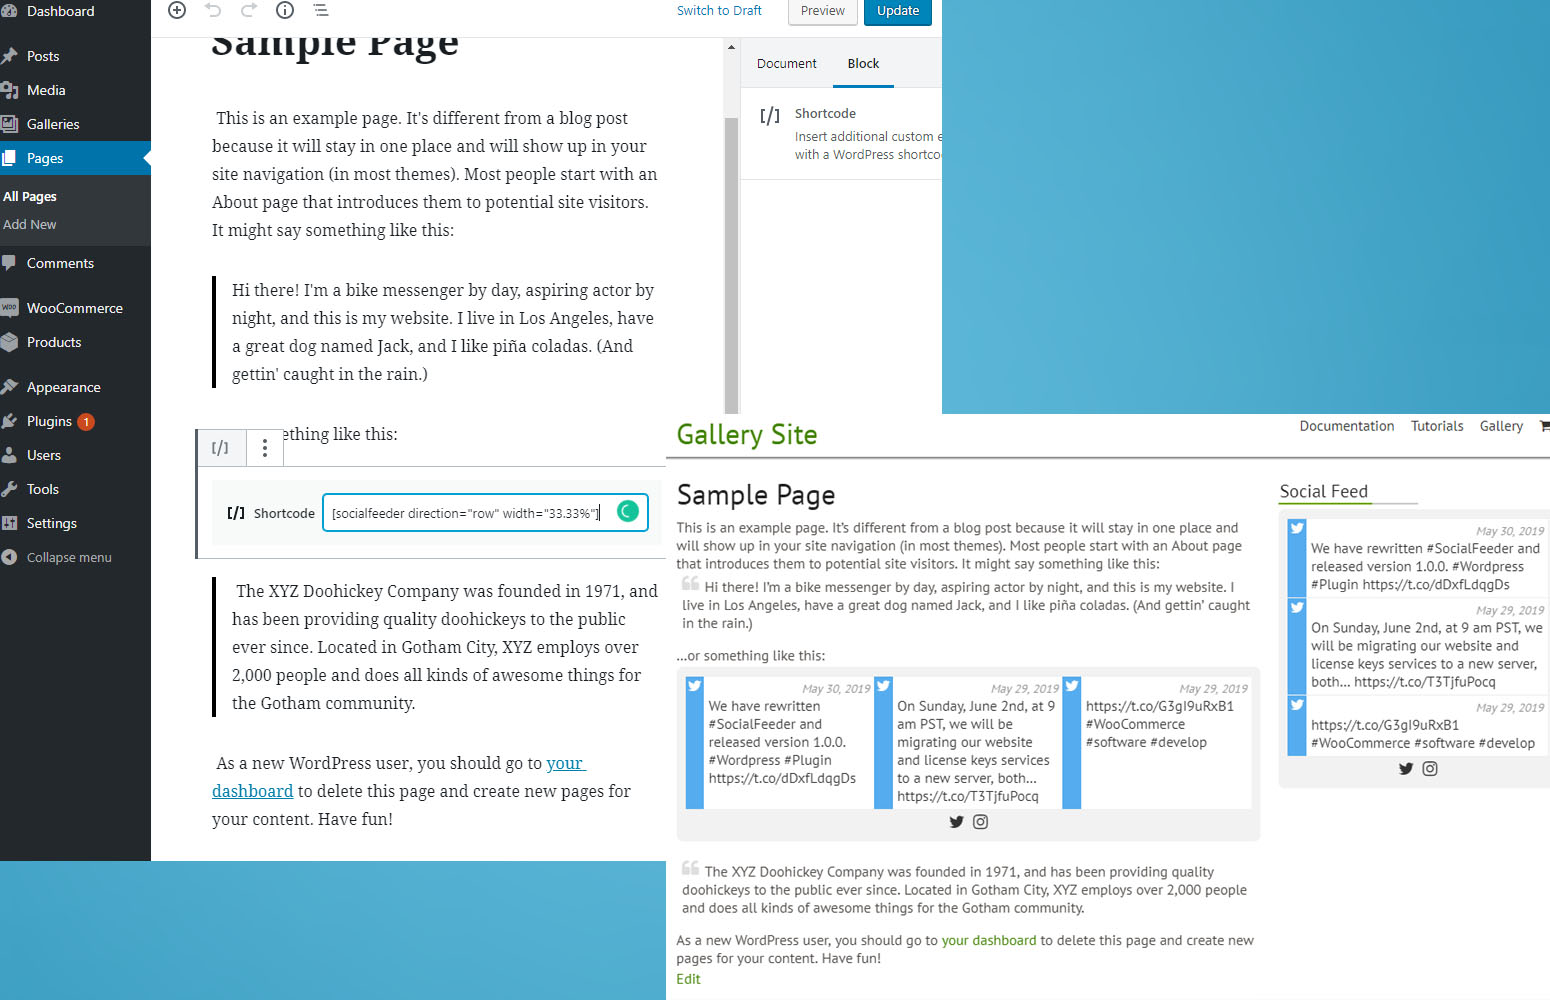 Dashboard
Posts
Media
Galleries
Pages
All Pages
Add New
Comments
WOO WooCommerce
Products
Appearance
Plugins 1
Users
Tools
Settings
Collapse menu
Switch to Draft Preview Update
Sample Page
This is an example page. It's different from a blog post
because it will stay in one place and will show up in your
site navigation (in most themes). Most people start with an
About page that introduces them to potential site visitors.
It might say something like this:
Hi there! I'm a bike messenger by day, aspiring actor by
night, and this is my website. I live in Los Angeles, have
a great dog named Jack, and I like piña coladas. (And
gettin' caught in the rain.)
ething like this:
[/]
[/] Shortcode [socialfeeder direction="row" width="33.33%"]
The XYZ Doohickey Company was founded in 1971, and
has been providing quality doohickeys to the public
ever since. Located in Gotham City, XYZ employs over
2,000 people and does all kinds of awesome things for
the Gotham community.
As a new WordPress user, you should go to your
dashboard to delete this page and create new pages for
your content. Have fun!
Document Block
[/] Shortcode
Insert additional custom e
with a WordPress shortco
Gallery Site
Documentation Tutorials Gallery
Sample Page
This is an example page. It's different from a blog post because it will stay in one place and
will show up in your site navigation (in most themes). Most people start with an About page
that introduces them to potential site visitors. It might say something like this:
Hi there! I'm a bike messenger by day, aspiring actor by night, and this is my website. I
live in Los Angeles, have a great dog named Jack, and I like piña coladas. (And gettin' caught
in the rain.)
...or something like this:
May 30, 2019
We have rewritten
#SocialFeeder and
released version 1.0.0.
#Wordpress #Plugin
https://t.co/dDxfLdqgDs
May 29, 2019
On Sunday, June 2nd, at 9
am PST, we will be
migrating our website
and license keys services
to a new server, both...
https://t.co/T3TjfuPocq
May 29, 2019
https://t.co/G3gI9uRxB1
#WooCommerce
#software #develop
The XYZ Doohickey Company was founded in 1971, and has been providing quality
doohickeys to the public ever since. Located in Gotham City, XYZ employs over 2,000 people
and does all kinds of awesome things for the Gotham community.
As a new WordPress user, you should go to your dashboard to delete this page and create new
pages for your content. Have fun!
Edit
Social Feed
May 30, 2019
We have rewritten #SocialFeeder and
released version 1.0.0. #Wordpress
#Plugin https://t.co/dDxfLdqgDs
May 29, 2019
On Sunday, June 2nd, at 9 am PST, we
will be migrating our website and
license keys services to a new server,
both... https://t.co/T3TjfuPocq
May 29, 2019
https://t.co/G3gI9uRxB1
#WooCommerce #software #develop